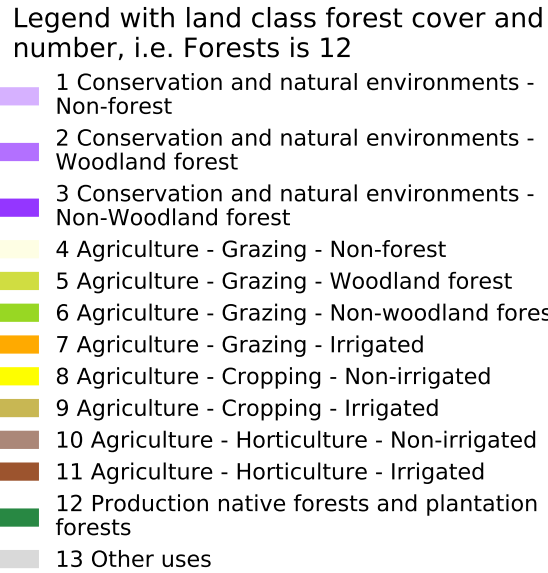 Legend with land class forest cover and
number, i.e. Forests is 12
1 Conservation and natural environments -
Non-forest
2 Conservation and natural environments -
Woodland forest
3 Conservation and natural environments -
Non-Woodland forest
4 Agriculture - Grazing - Non-forest
5 Agriculture - Grazing - Woodland forest
6 Agriculture - Grazing - Non-woodland fores
7 Agriculture - Grazing - Irrigated
8 Agriculture - Cropping - Non-irrigated
9 Agriculture - Cropping - Irrigated
10 Agriculture - Horticulture - Non-irrigated
11 Agriculture - Horticulture - Irrigated
12 Production native forests and plantation
forests
13 Other uses